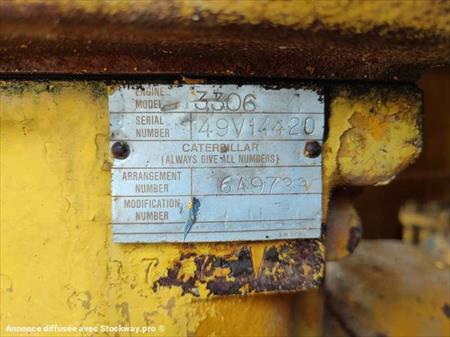 ENGINE
MODEL 3306
SERIAL
NUMBER 49V14420
CATERPILLAR
(ALWAYS GIVE ALL NUMBERS)
ARRANGEMENT
NUMBER 6A9733
MODIFICATION
NUMBER
Annonce diffusée avec Stockway.pro ®